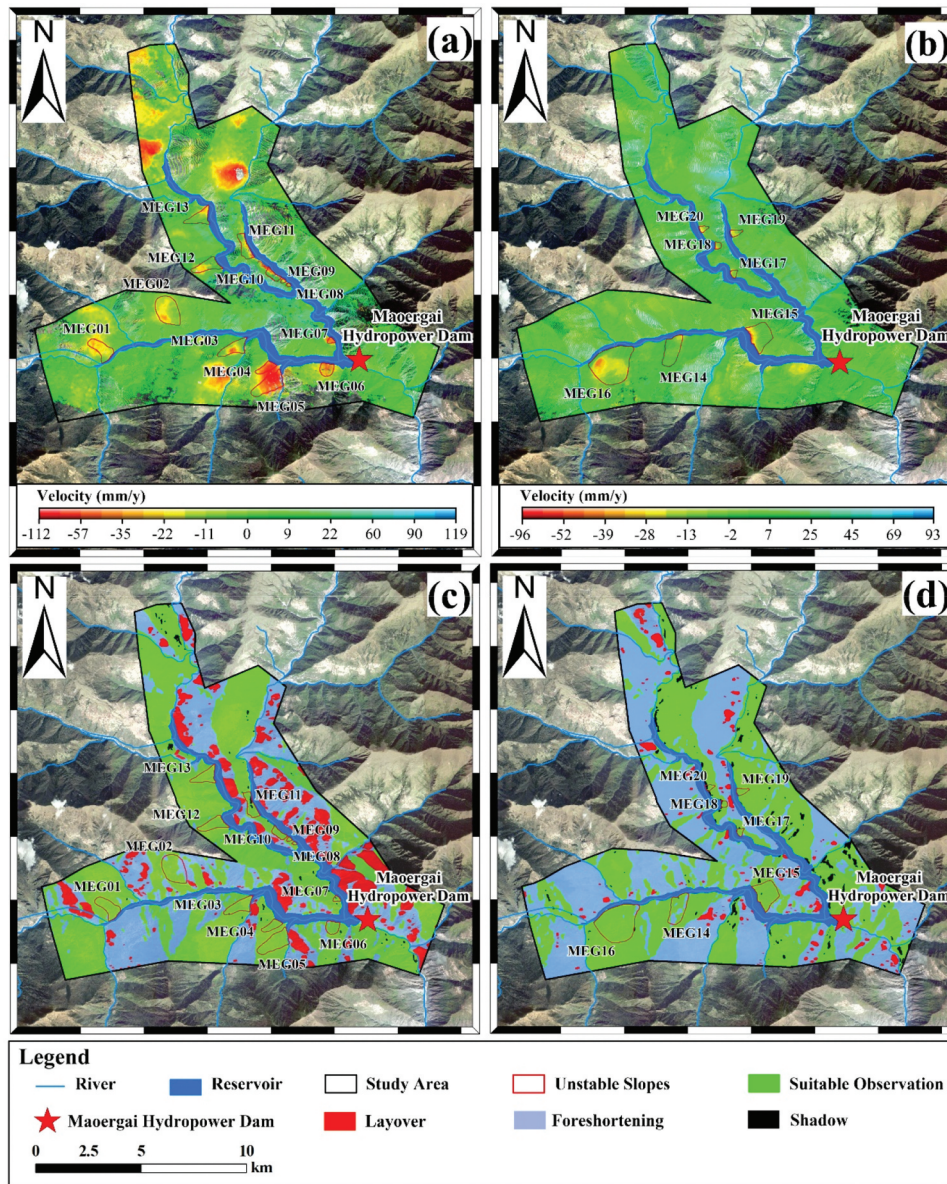 N
(a)
MEG13
MEG11
MEG12
MEG10
MEG09
MEG02
MEG08
Maoergai
Hydropower Dam
MEG01
MEG03
MEG07
MEG04
MEG06
MEG05
Velocity (mm/y)
-112 -57 -35 -22 -11 0 9 22 60 90 119
N
(b)
MEG20
MEG19
MEG18
MEG17
Maoergai
Hydropower Dam
MEG15
MEG14
MEG16
Velocity (mm/y)
-96 -52 -39 -28 -13 -2 7 25 45 69 93
N
(c)
MEG13
MEG11
MEG12
MEG10
MEG09
MEG02
MEG08
Maoergai
Hydropower Dam
MEG01
MEG03
MEG07
MEG04
MEG06
MEG05
N
(d)
MEG20
MEG19
MEG18
MEG17
Maoergai
Hydropower Dam
MEG15
MEG14
MEG16
Legend
River
Reservoir
Study Area
Unstable Slopes
Suitable Observation
Maoergai Hydropower Dam
Layover
Foreshortening
Shadow
0 2.5 5 10
km